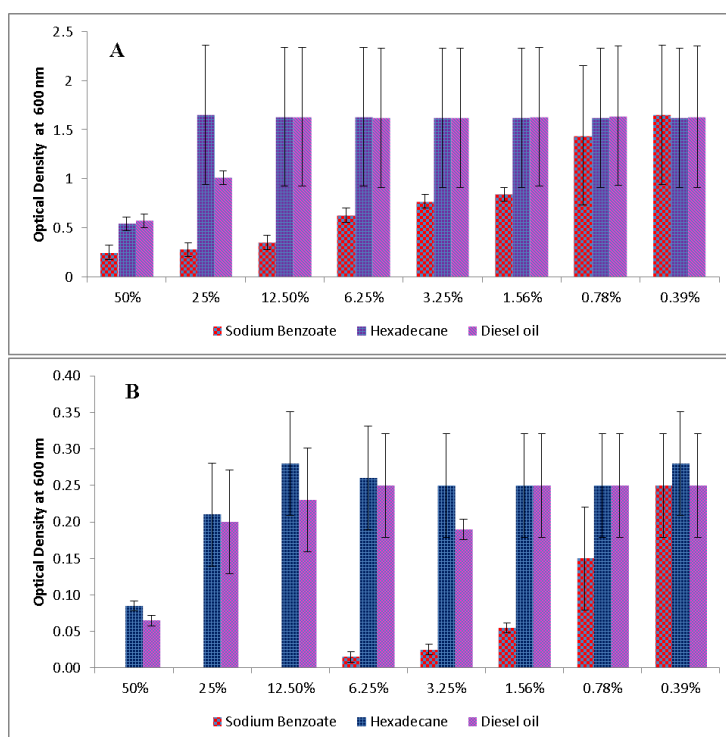 A
Optical Density at 600 nm
2.5
2
1.5
1
0.5
0
50% 25% 12.50% 6.25% 3.25% 1.56% 0.78% 0.39%
Sodium Benzoate Hexadecane Diesel oil
B
Optical Density at 600 nm
0.40
0.35
0.30
0.25
0.20
0.15
0.10
0.05
0.00
50% 25% 12.50% 6.25% 3.25% 1.56% 0.78% 0.39%
Sodium Benzoate Hexadecane Diesel oil